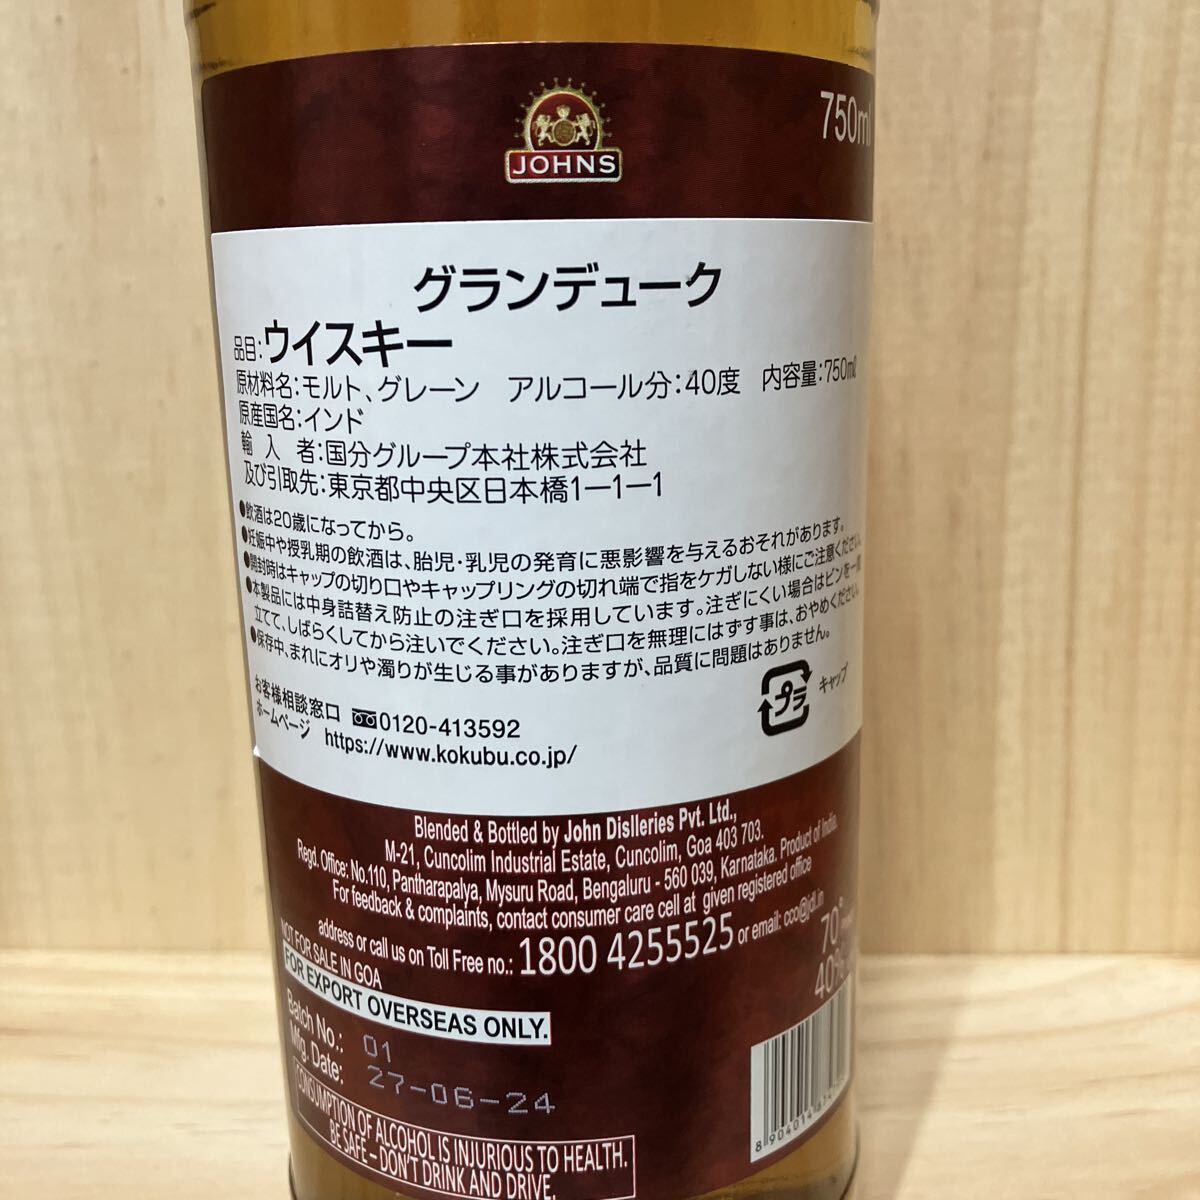 JOHNS
750ml
グランデューク
品目:ウイスキー
原材料名:モルト、グレーン アルコール分:40度 内容量:750mℓ
原産国名:インド
輸入者:国分グループ本社株式会社
及び引取先:東京都中央区日本橋1ー1ー1
●飲酒は20歳になってから。
●妊娠中や授乳期の飲酒は、胎児・乳児の発育に悪影響を与えるおそれがあります。
●開封時はキャップの切り口やキャップリングの切れ端で指をケガしない様にご注意ください。
●本製品には中身詰替え防止の注ぎ口を採用しています。注ぎにくい場合はビンを一度
立てて、しばらくしてから注いでください。注ぎ口を無理にはずす事は、おやめください。
●保存中、まれにオリや濁りが生じる事がありますが、品質に問題はありません。
プラ
キャップ
お客様相談窓口 0120-413592
ホームページ https://www.kokubu.co.jp/
Blended & Bottled by John Dislleries Pvt. Ltd.,
M-21, Cuncolim Industrial Estate, Cuncolim, Goa 403 703.
Regd. Office: No.110, Pantharapalya, Mysuru Road, Bengaluru - 560 039, Karnataka. Product of India.
For feedback & complaints, contact consumer care cell at given registered office
address or call us on Toll Free no.: 1800 4255525 or email: cco@jdl.in
NOT FOR SALE IN GOA
FOR EXPORT OVERSEAS ONLY.
70°
40%
Batch No.: 01
Mfg. Date: 27-06-24
CONSUMPTION OF ALCOHOL IS INJURIOUS TO HEALTH.
BE SAFE - DON'T DRINK AND DRIVE.